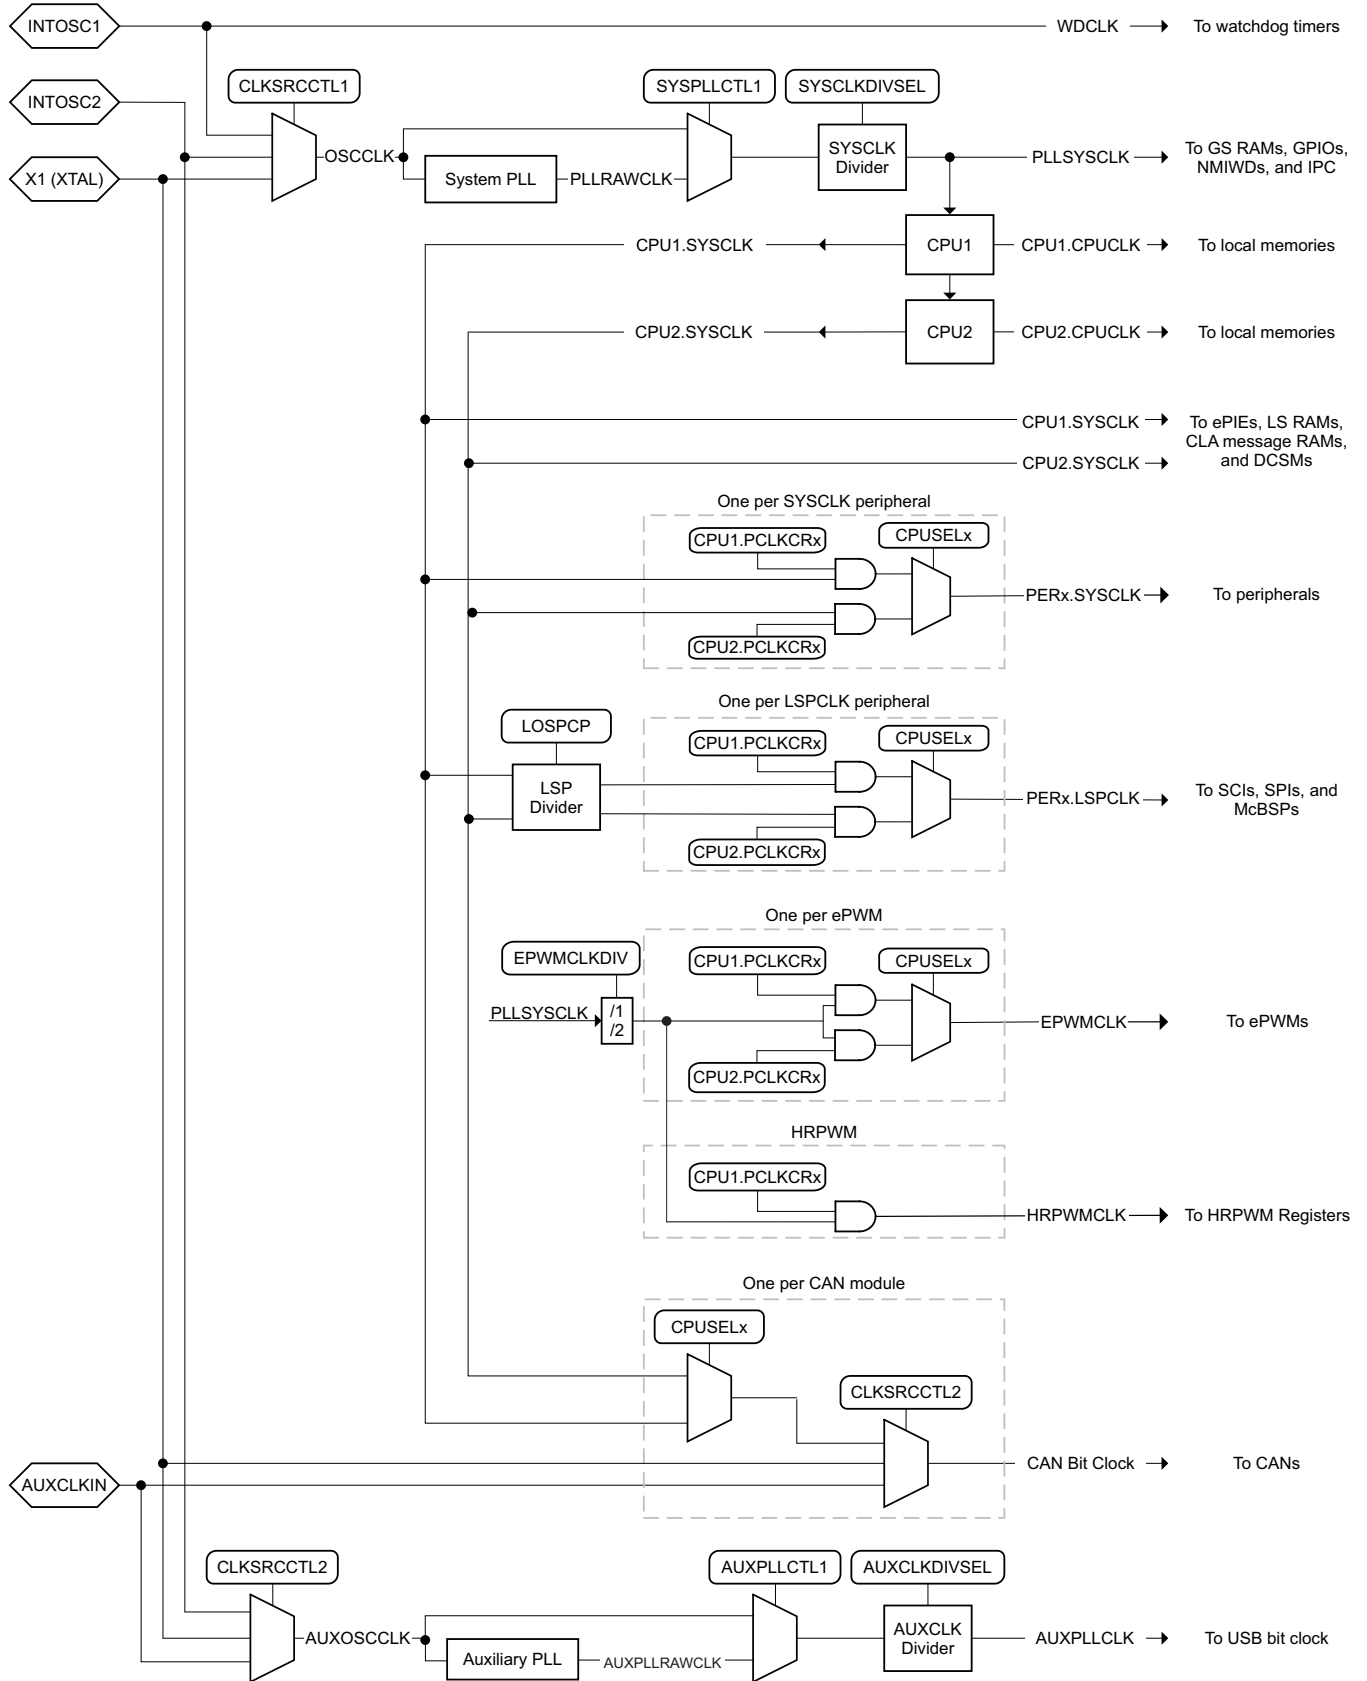 INTOSC1
WDCLK
To watchdog timers
CLKSRCCTL1
SYSPLLCTL1
SYSCLKDIVSEL
INTOSC2
X1 (XTAL)
OSCCLK
System PLL
PLLRAWCLK
SYSCLK
Divider
PLLSYSCLK
To GS RAMs, GPIOs,
NMIWDs, and IPC
CPU1.SYSCLK
CPU1
CPU1.CPUCLK
To local memories
CPU2.SYSCLK
CPU2
CPU2.CPUCLK
To local memories
CPU1.SYSCLK
CPU2.SYSCLK
To ePIEs, LS RAMs,
CLA message RAMs,
and DCSMs
One per SYSCLK peripheral
CPU1.PCLKCRx
CPUSELx
CPU2.PCLKCRx
PERx.SYSCLK
To peripherals
One per LSPCLK peripheral
LOSPCP
LSP
Divider
CPU1.PCLKCRx
CPUSELx
CPU2.PCLKCRx
PERx.LSPCLK
To SCIs, SPIs, and
McBSPs
One per ePWM
EPWMCLKDIV
PLLSYSCLK
/1
/2
CPU1.PCLKCRx
CPUSELx
CPU2.PCLKCRx
EPWMCLK
To ePWMs
HRPWM
CPU1.PCLKCRx
HRPWMCLK
To HRPWM Registers
One per CAN module
CPUSELx
CLKSRCCTL2
CAN Bit Clock
To CANs
AUXCLKIN
CLKSRCCTL2
AUXPLLCTL1
AUXCLKDIVSEL
AUXOSCCLK
Auxiliary PLL
AUXPLLRAWCLK
AUXCLK
Divider
AUXPLLCLK
To USB bit clock